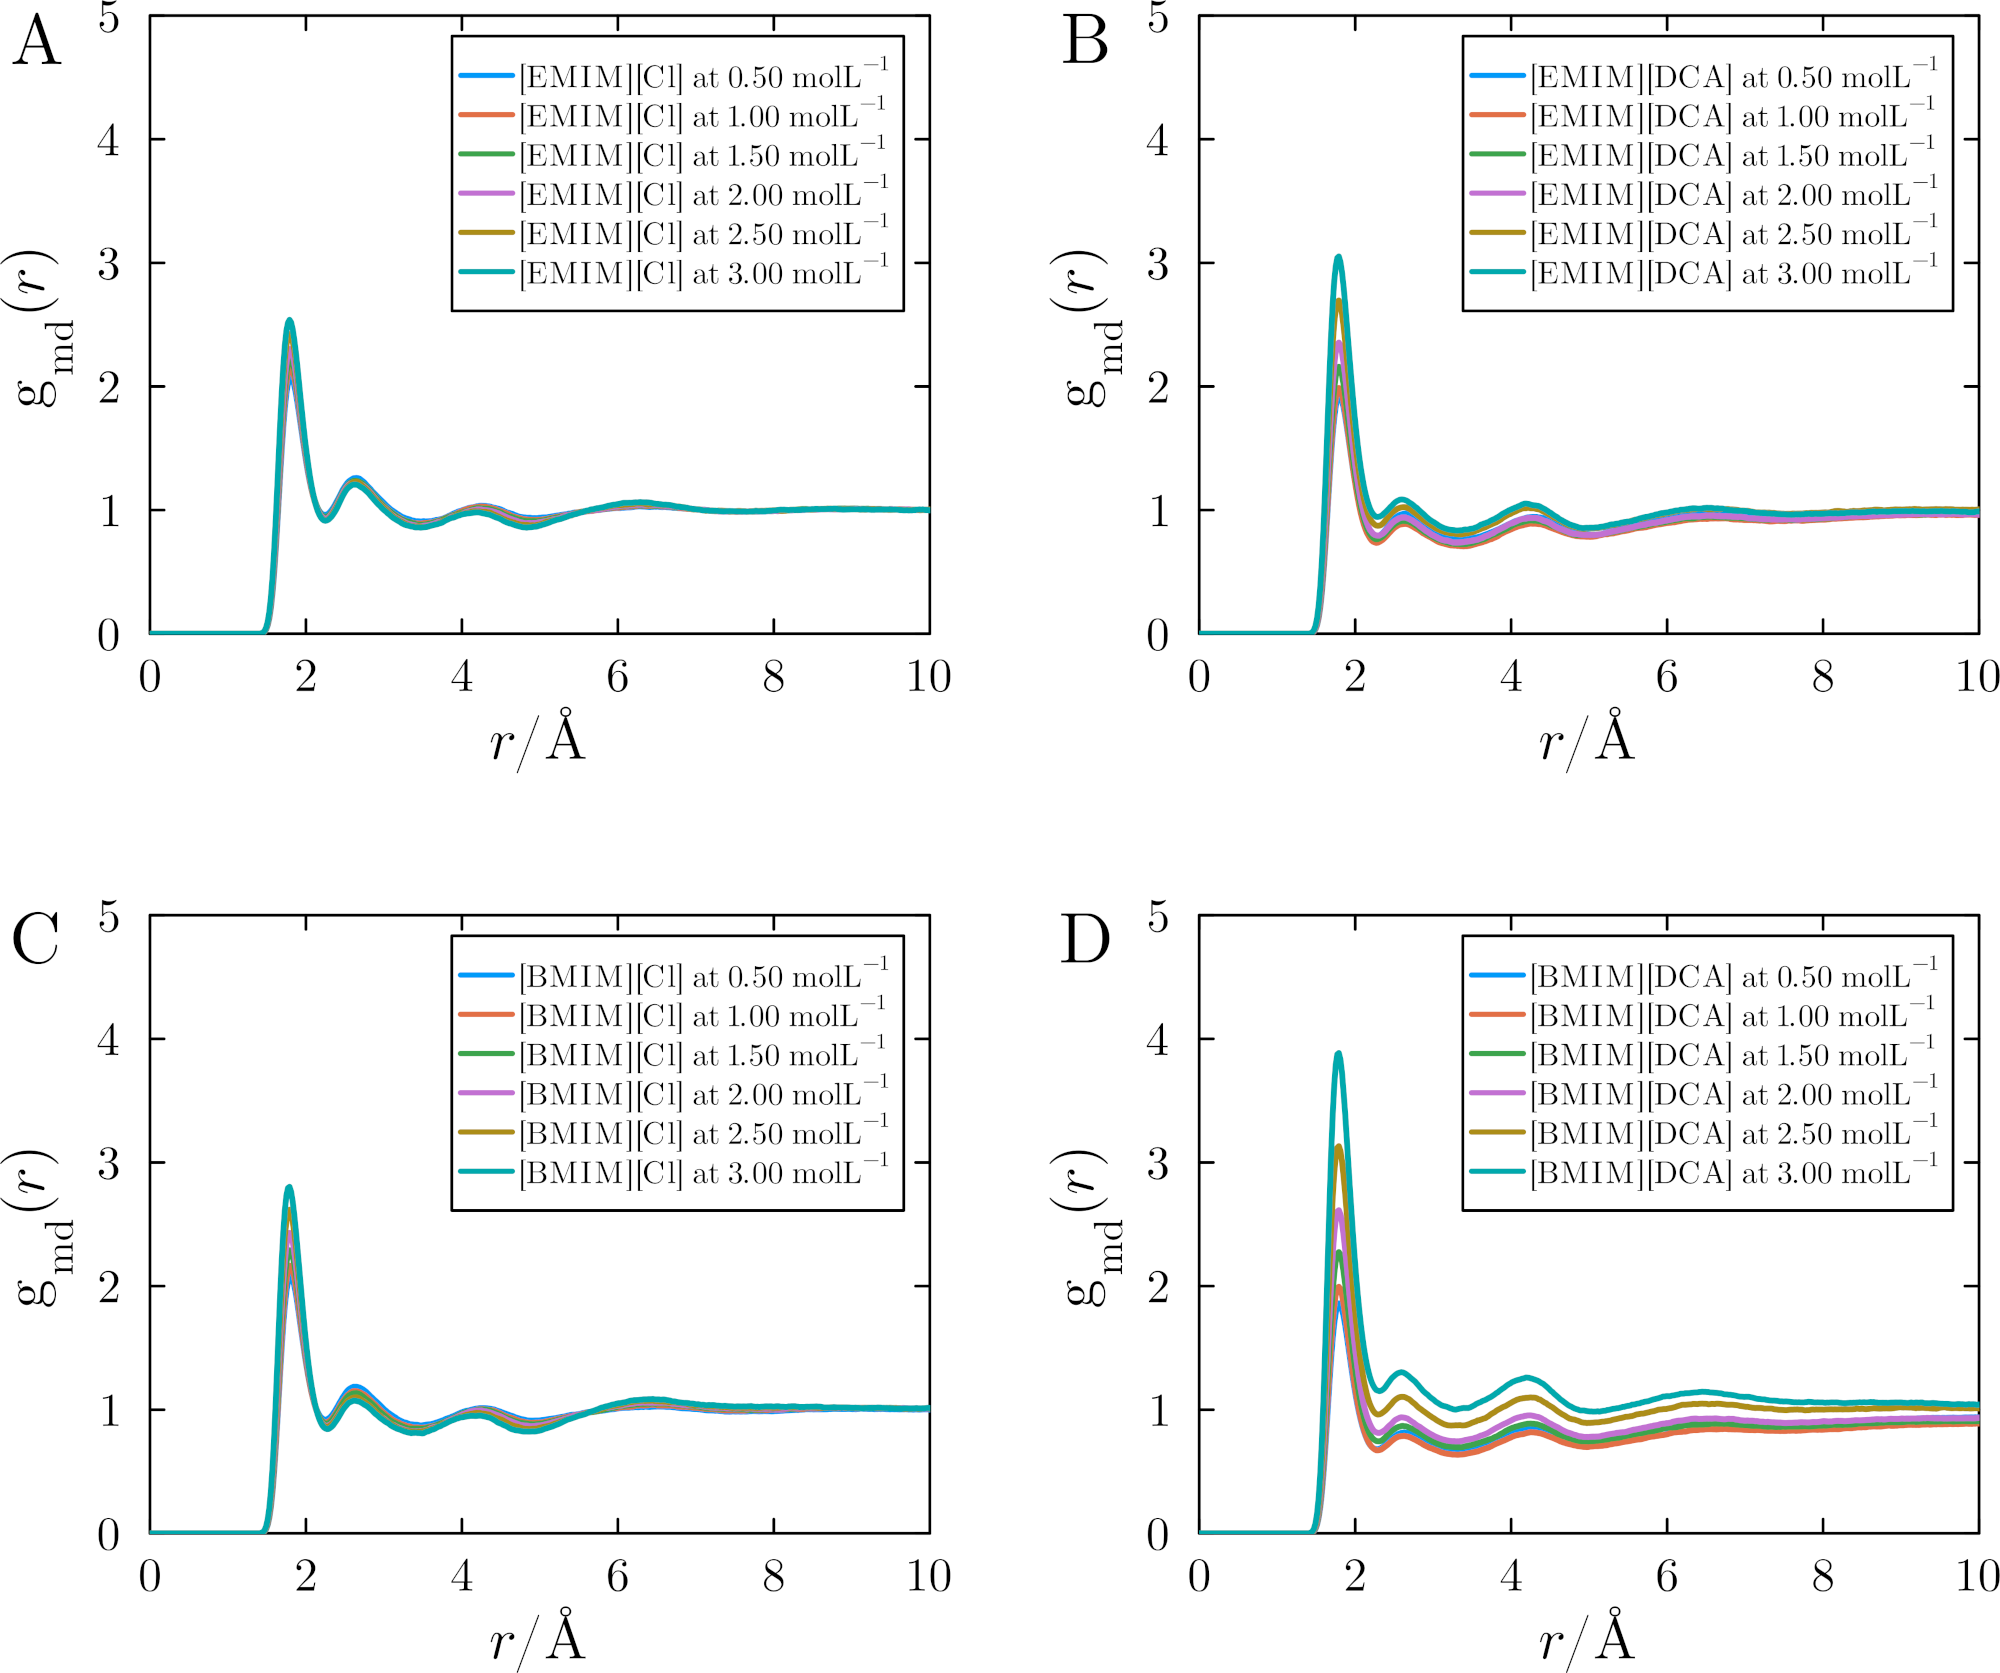 A
5
4
3
2
1
0
g_md(r)
[EMIM][Cl] at 0.50 molL⁻¹
[EMIM][Cl] at 1.00 molL⁻¹
[EMIM][Cl] at 1.50 molL⁻¹
[EMIM][Cl] at 2.00 molL⁻¹
[EMIM][Cl] at 2.50 molL⁻¹
[EMIM][Cl] at 3.00 molL⁻¹
0 2 4 6 8 10
r/Å
B
5
4
3
2
1
0
g_md(r)
[EMIM][DCA] at 0.50 molL⁻¹
[EMIM][DCA] at 1.00 molL⁻¹
[EMIM][DCA] at 1.50 molL⁻¹
[EMIM][DCA] at 2.00 molL⁻¹
[EMIM][DCA] at 2.50 molL⁻¹
[EMIM][DCA] at 3.00 molL⁻¹
0 2 4 6 8 10
r/Å
C
5
4
3
2
1
0
g_md(r)
[BMIM][Cl] at 0.50 molL⁻¹
[BMIM][Cl] at 1.00 molL⁻¹
[BMIM][Cl] at 1.50 molL⁻¹
[BMIM][Cl] at 2.00 molL⁻¹
[BMIM][Cl] at 2.50 molL⁻¹
[BMIM][Cl] at 3.00 molL⁻¹
0 2 4 6 8 10
r/Å
D
5
4
3
2
1
0
g_md(r)
[BMIM][DCA] at 0.50 molL⁻¹
[BMIM][DCA] at 1.00 molL⁻¹
[BMIM][DCA] at 1.50 molL⁻¹
[BMIM][DCA] at 2.00 molL⁻¹
[BMIM][DCA] at 2.50 molL⁻¹
[BMIM][DCA] at 3.00 molL⁻¹
0 2 4 6 8 10
r/Å